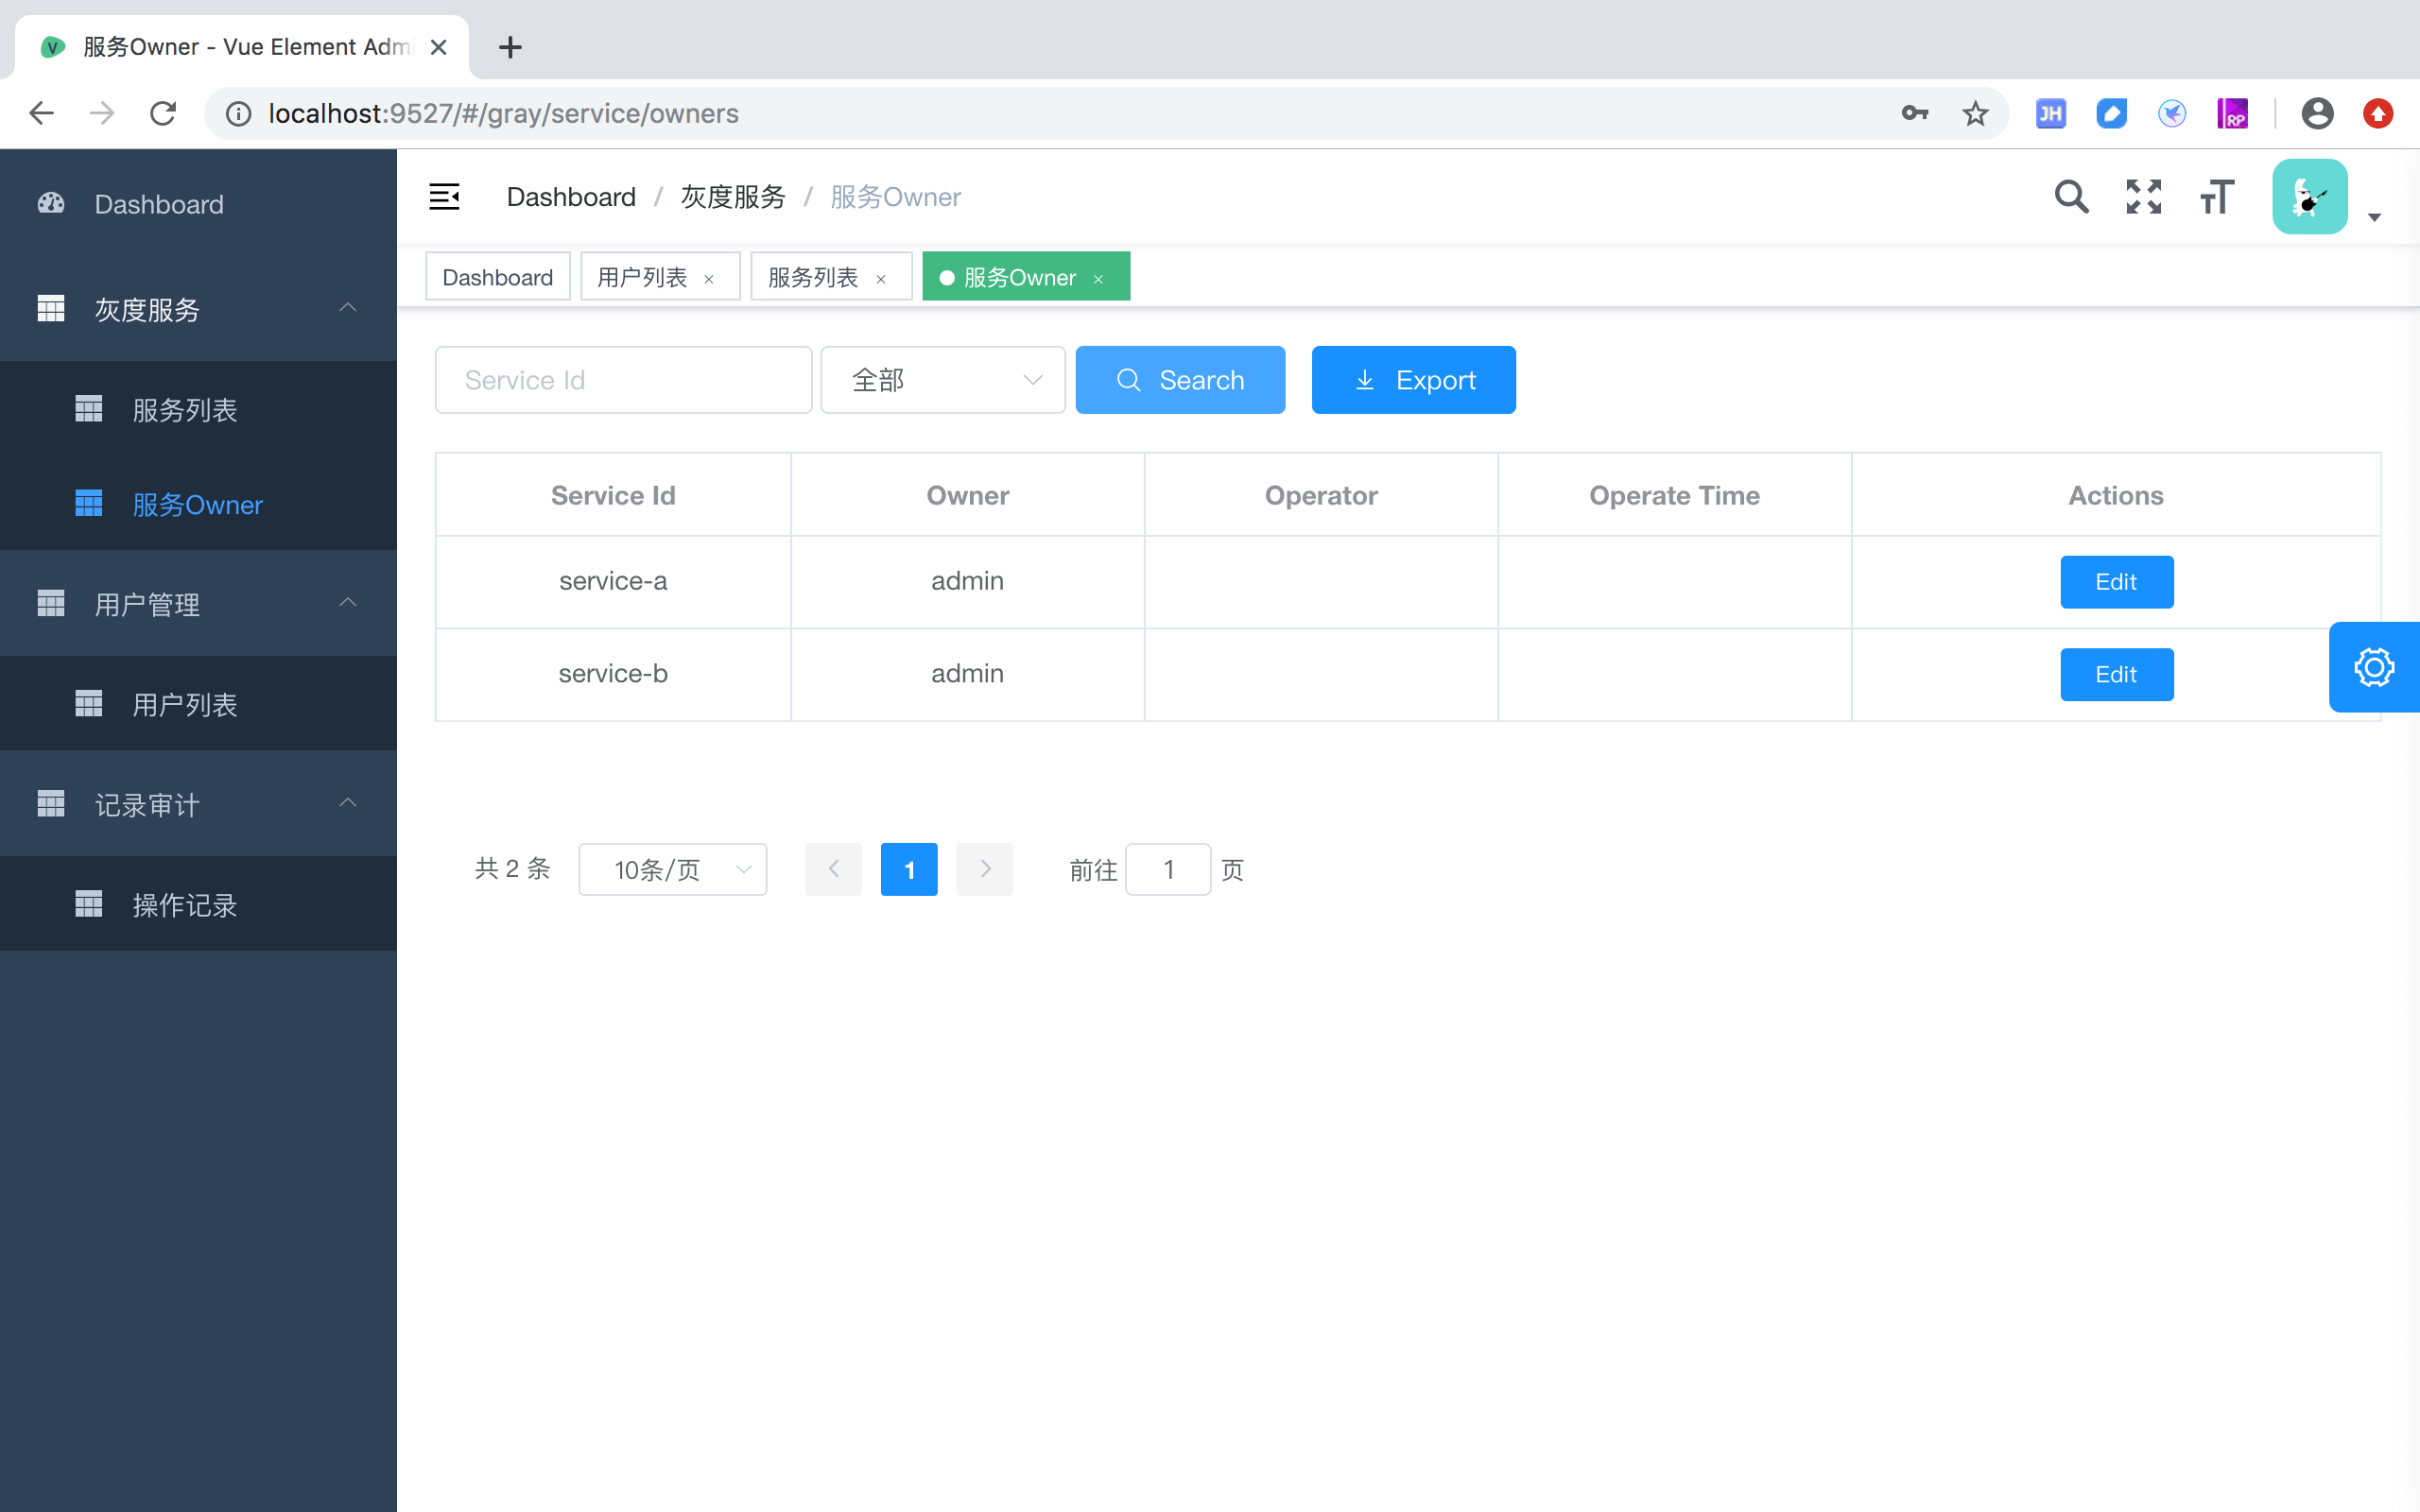 服务Owner - Vue Element Adm
localhost:9527/#/gray/service/owners
JH
RP
Dashboard
灰度服务
服务列表
服务Owner
用户管理
用户列表
记录审计
操作记录
Dashboard / 灰度服务 / 服务Owner
Dashboard 用户列表 × 服务列表 × 服务Owner ×
Service Id 全部 Search Export
Service Id Owner Operator Operate Time Actions
service-a admin Edit
service-b admin Edit
共 2 条 10条/页 1 前往 1 页